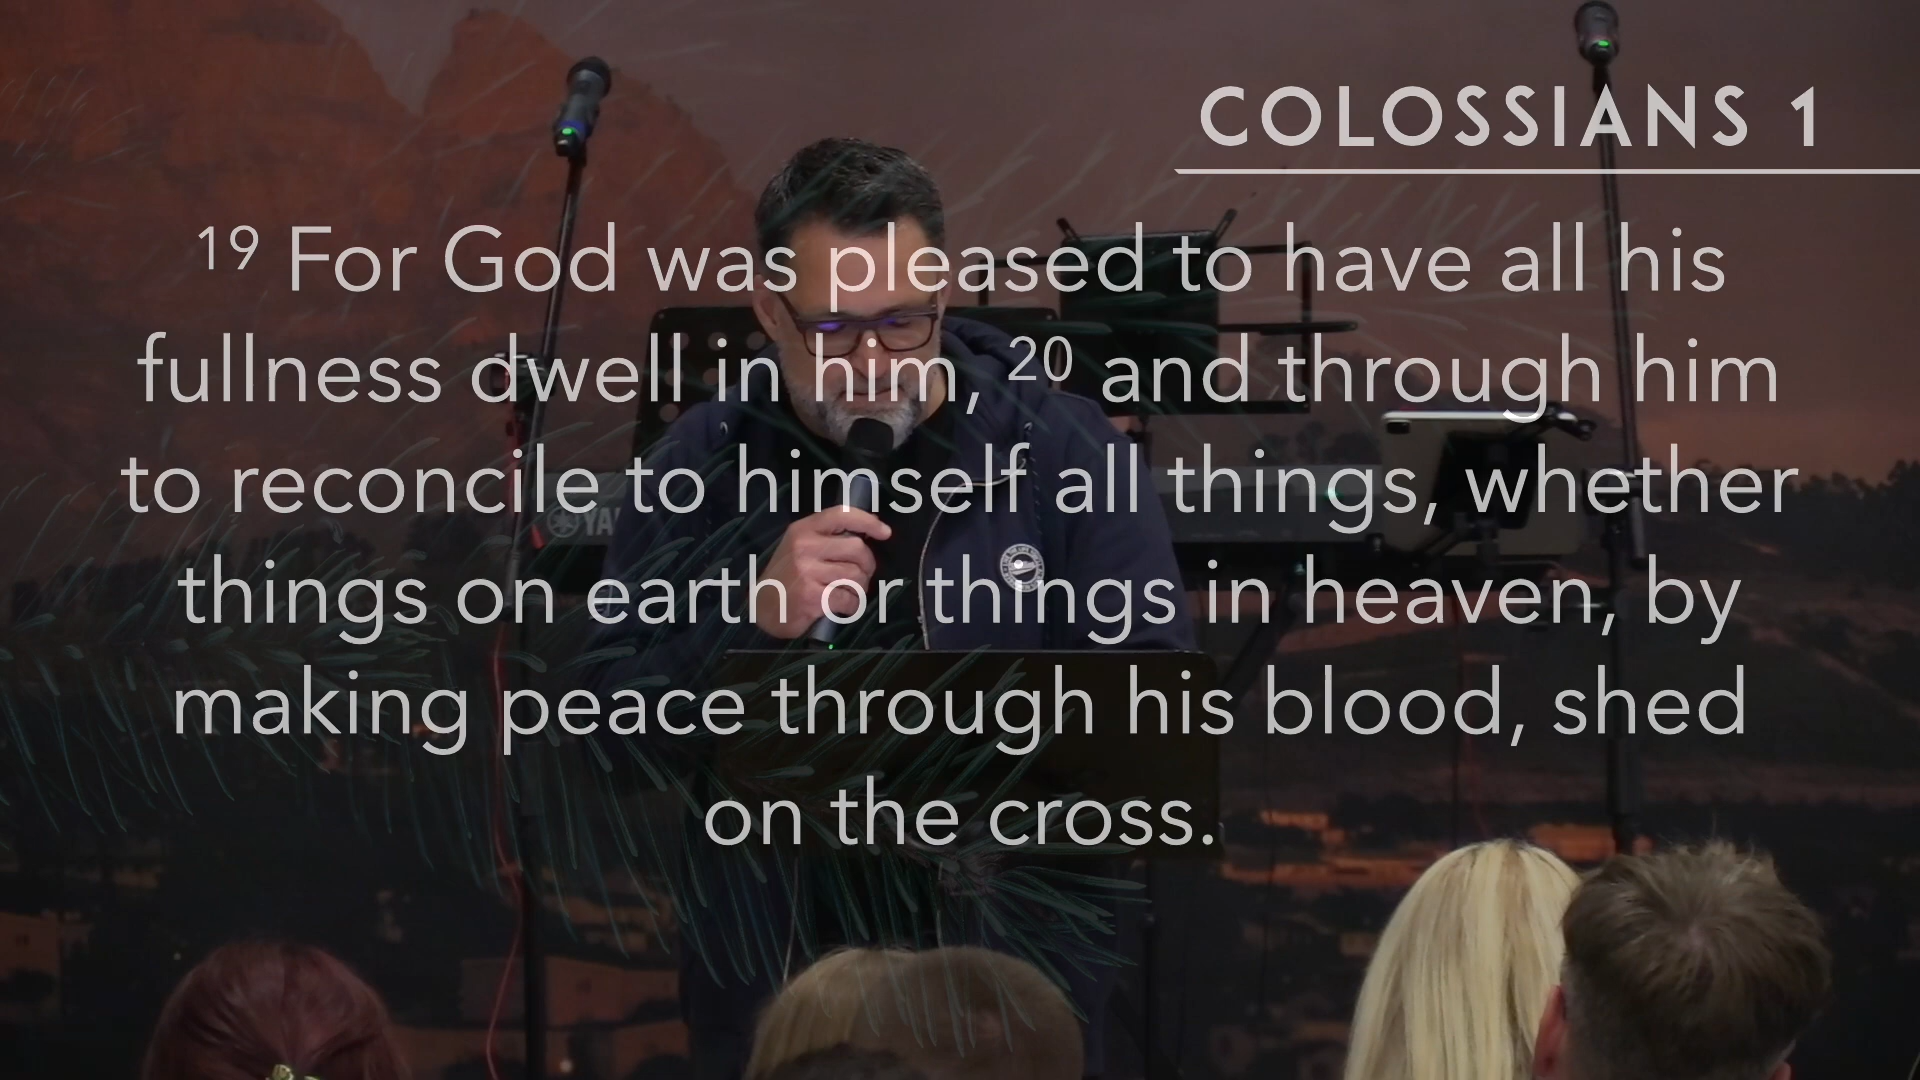 COLOSSIANS 1
19 For God was pleased to have all his
fullness dwell in him, 20 and through him
to reconcile to himself all things, whether
things on earth or things in heaven, by
making peace through his blood, shed
on the cross.